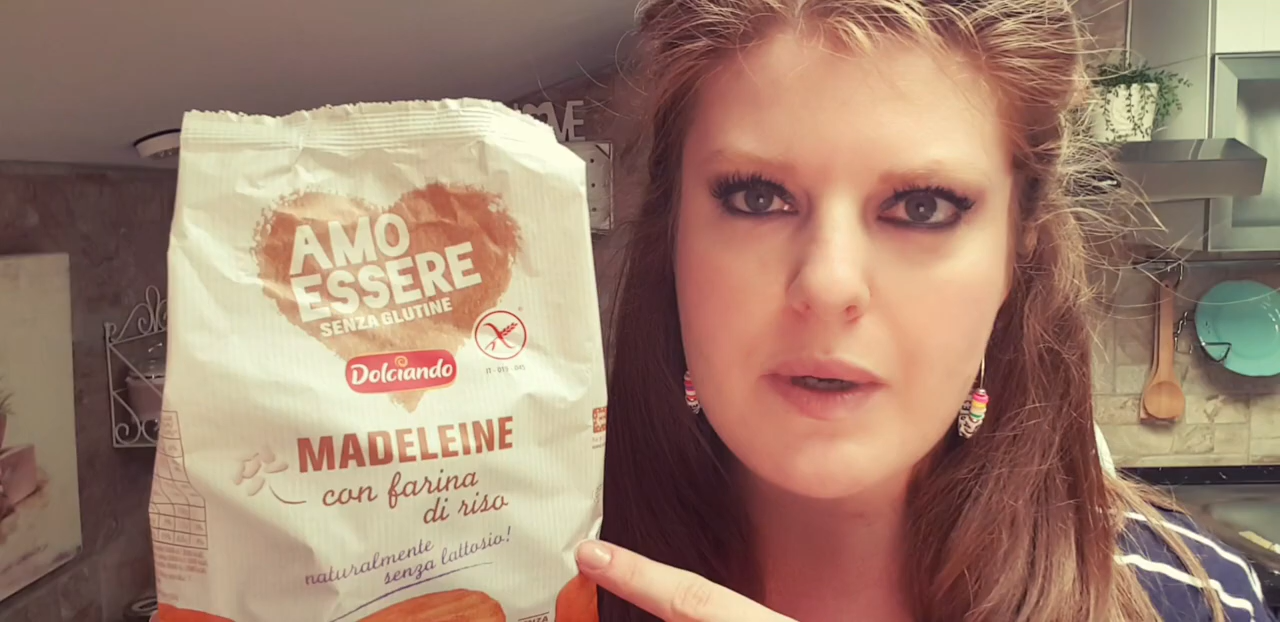 AMO
ESSERE
SENZA GLUTINE
Dolciando
MADELEINE
con farina
di riso
naturalmente
senza lattosio!